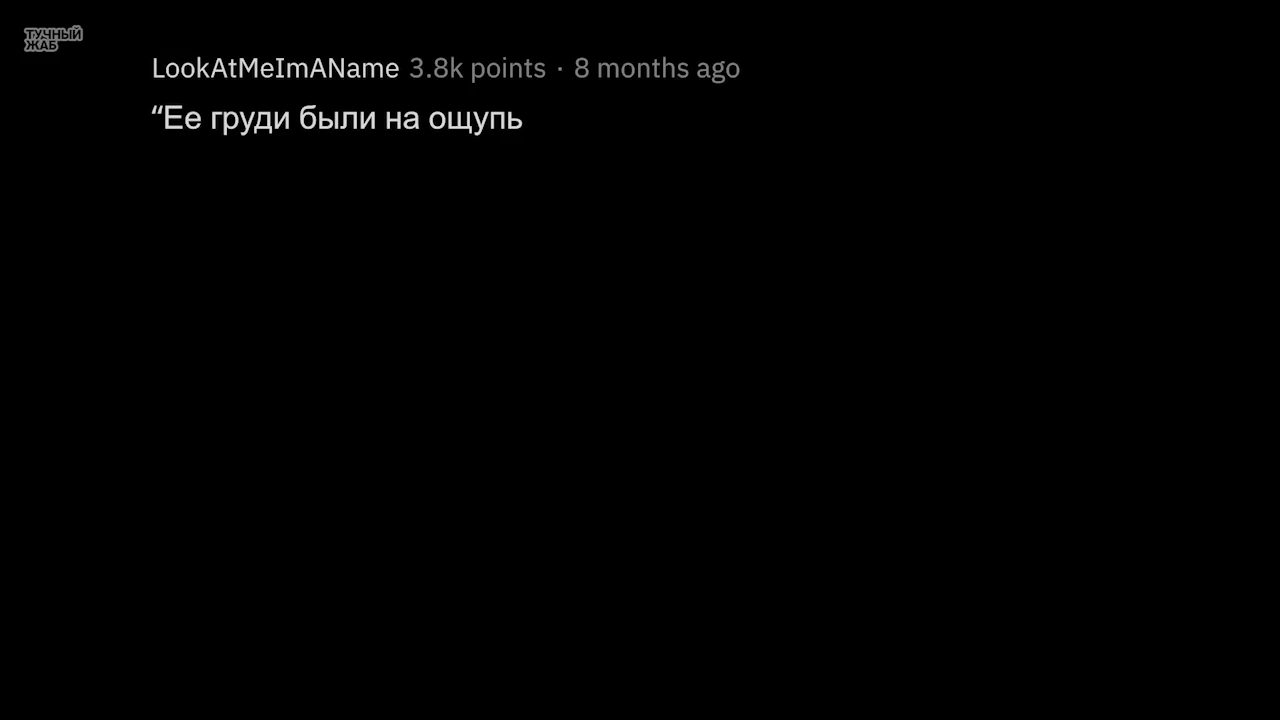 ТУЧНЫЙ
ЖАБ
LookAtMeImAName 3.8k points · 8 months ago
“Ее груди были на ощупь